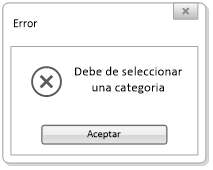 Error
Debe de seleccionar
una categoria
Aceptar